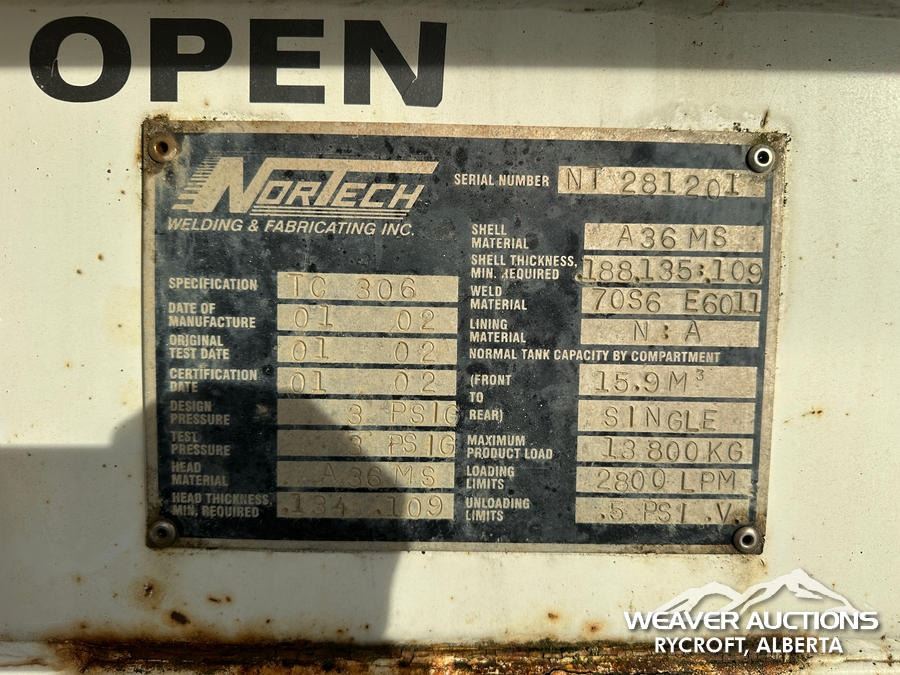 OPEN
NORTECH
WELDING & FABRICATING INC.
SERIAL NUMBER NT 281201
SPECIFICATION TC 306
DATE OF MANUFACTURE 01 02
ORIGINAL TEST DATE 01 02
CERTIFICATION DATE 01 02
DESIGN PRESSURE 3 PSIG
TEST PRESSURE 3 PSIG
HEAD MATERIAL A36 MS
HEAD THICKNESS, MIN. REQUIRED .134 .109
SHELL MATERIAL A36 MS
SHELL THICKNESS, MIN. REQUIRED .188.135:.109
WELD MATERIAL 70S6 E6011
LINING MATERIAL N:A
NORMAL TANK CAPACITY BY COMPARTMENT
(FRONT 15.9 M³
TO
REAR) SINGLE
MAXIMUM PRODUCT LOAD 13800KG
LOADING LIMITS 2800 LPM
UNLOADING LIMITS .5 PSI .V.
WEAVER AUCTIONS
RYCROFT, ALBERTA